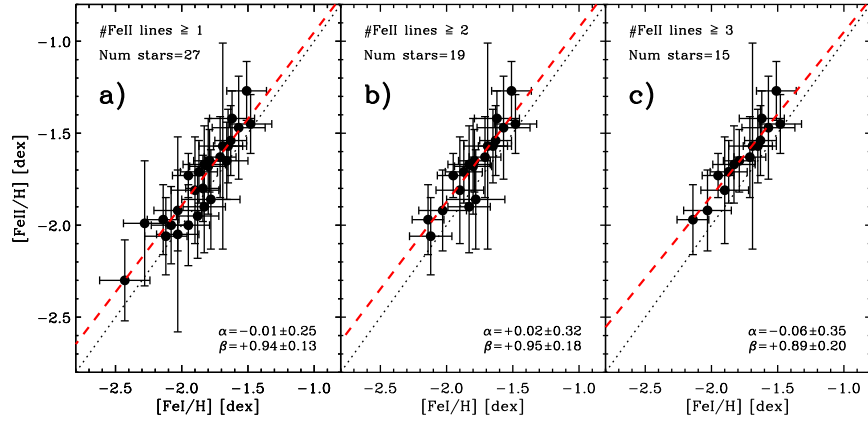 #FeII lines ≧ 1
Num stars=27
a)
α=−0.01±0.25
β=+0.94±0.13
#FeII lines ≧ 2
Num stars=19
b)
α=+0.02±0.32
β=+0.95±0.18
#FeII lines ≧ 3
Num stars=15
c)
α=−0.06±0.35
β=+0.89±0.20
[FeII/H] [dex]
−1.0
−1.5
−2.0
−2.5
−2.5 −2.0 −1.5 −1.0 −2.5 −2.0 −1.5 −1.0 −2.5 −2.0 −1.5 −1.0
[FeI/H] [dex] [FeI/H] [dex] [FeI/H] [dex]